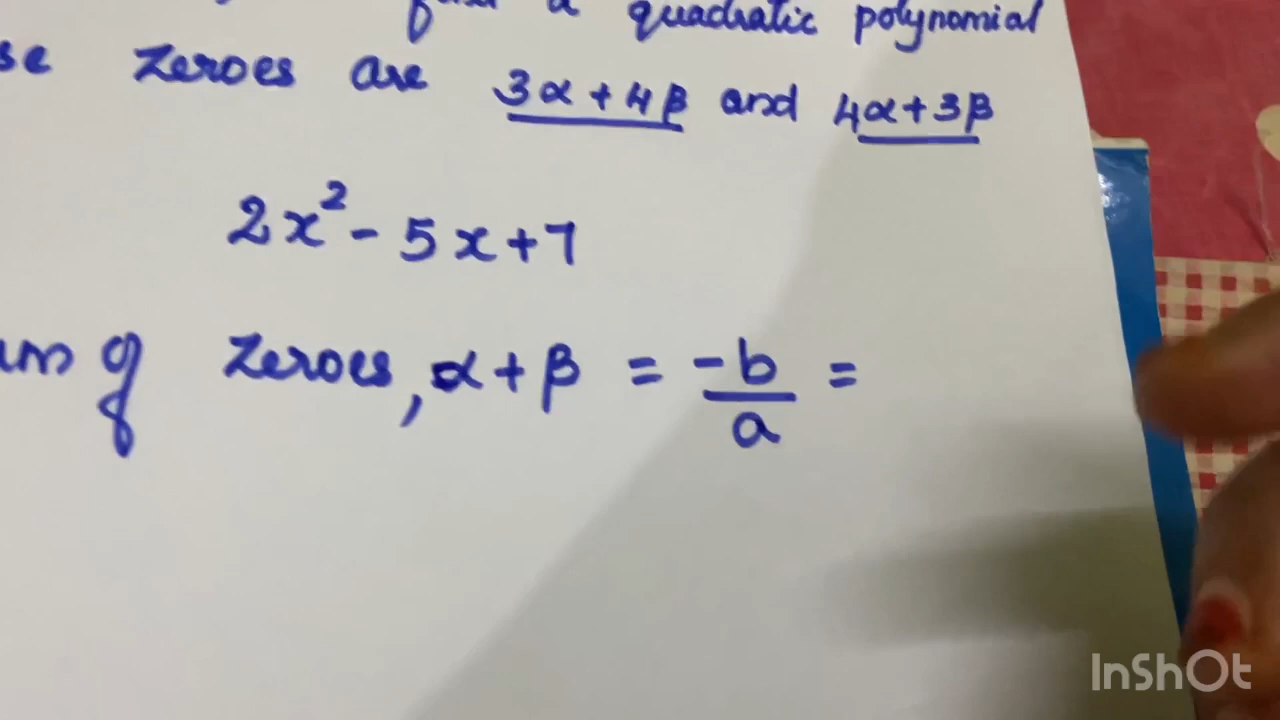 a quadratic polynomial
zeroes are 3α + 4β and 4α + 3β
2x² - 5x + 7
zeroes, α + β = -b/a =
InShOt